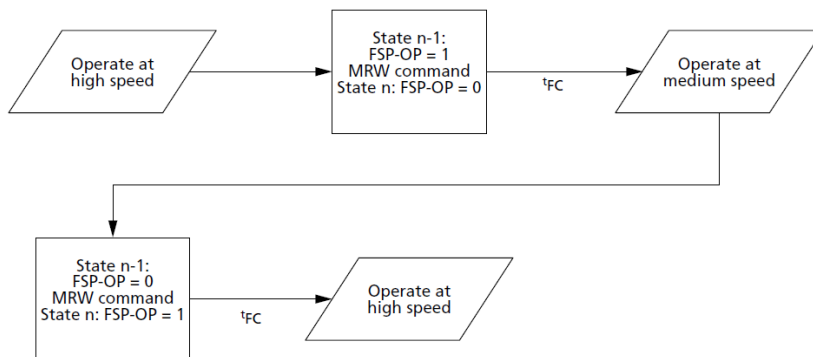 Operate at
high speed
State n-1:
FSP-OP = 1
MRW command
State n: FSP-OP = 0
tFC
Operate at
medium speed
State n-1:
FSP-OP = 0
MRW command
State n: FSP-OP = 1
tFC
Operate at
high speed